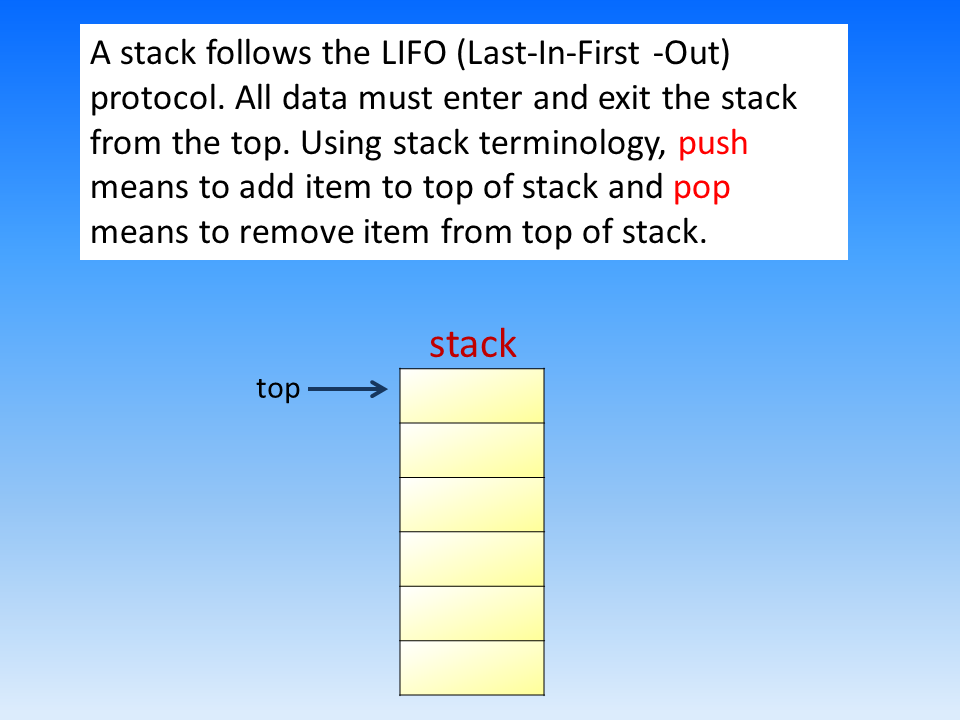 A stack follows the LIFO (Last-In-First -Out)
protocol. All data must enter and exit the stack
from the top. Using stack terminology, push
means to add item to top of stack and pop
means to remove item from top of stack.
stack
top